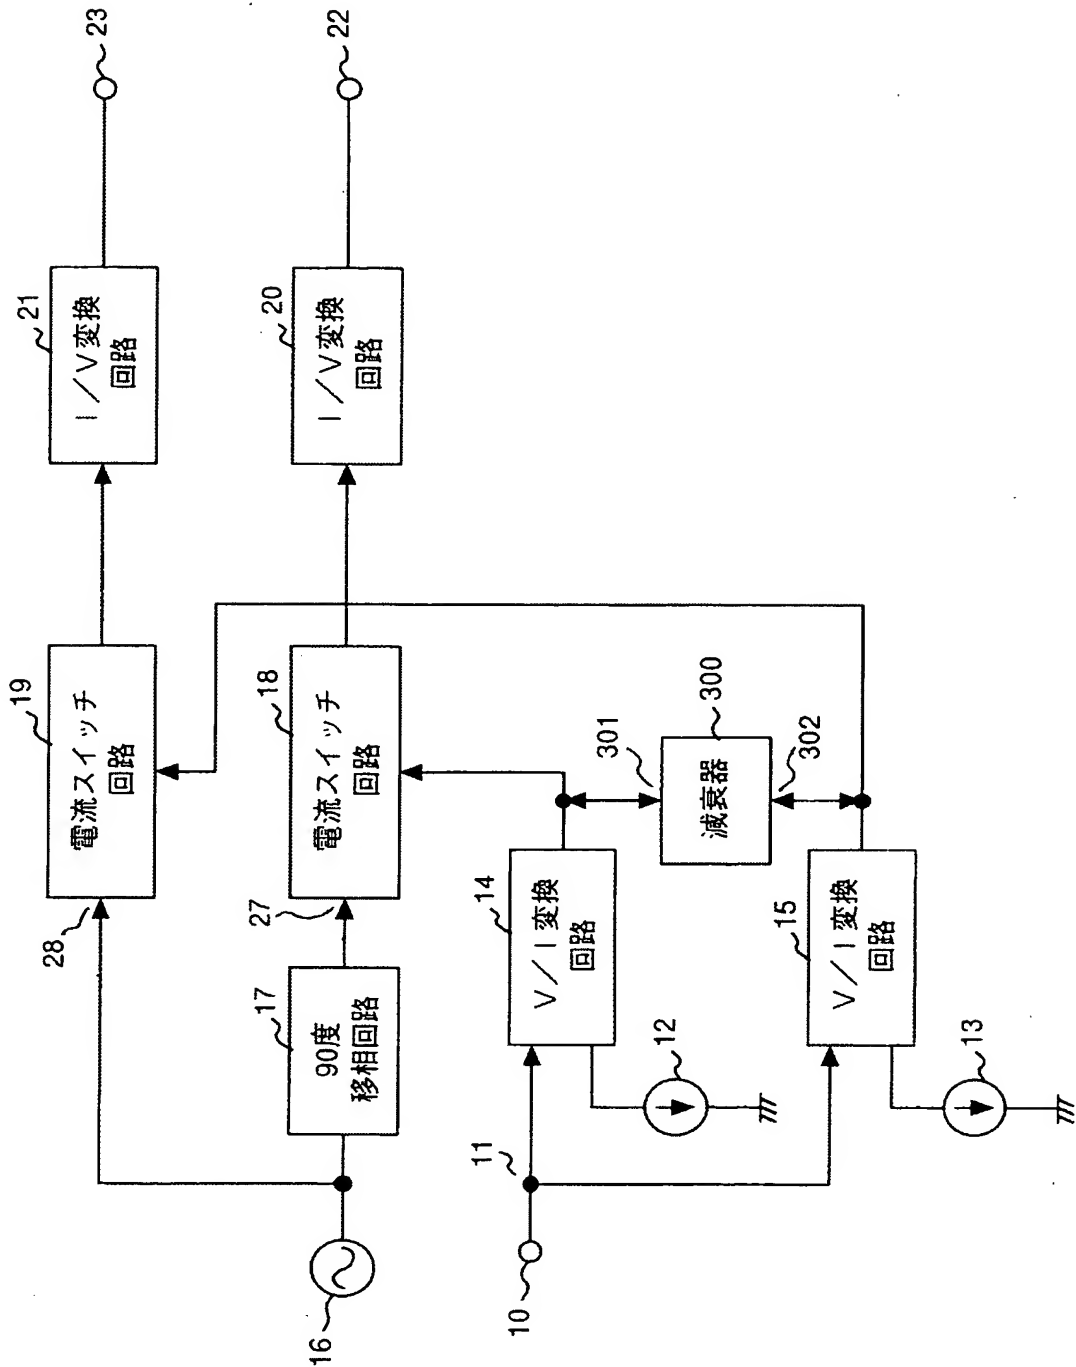 23
22
21
I/V変換
回路
20
I/V変換
回路
19
電流スイッチ
回路
18
電流スイッチ
回路
28
27
17
90度
移相回路
16
301
300
減衰器
302
14
V/I変換
回路
15
V/I変換
回路
12
13
11
10